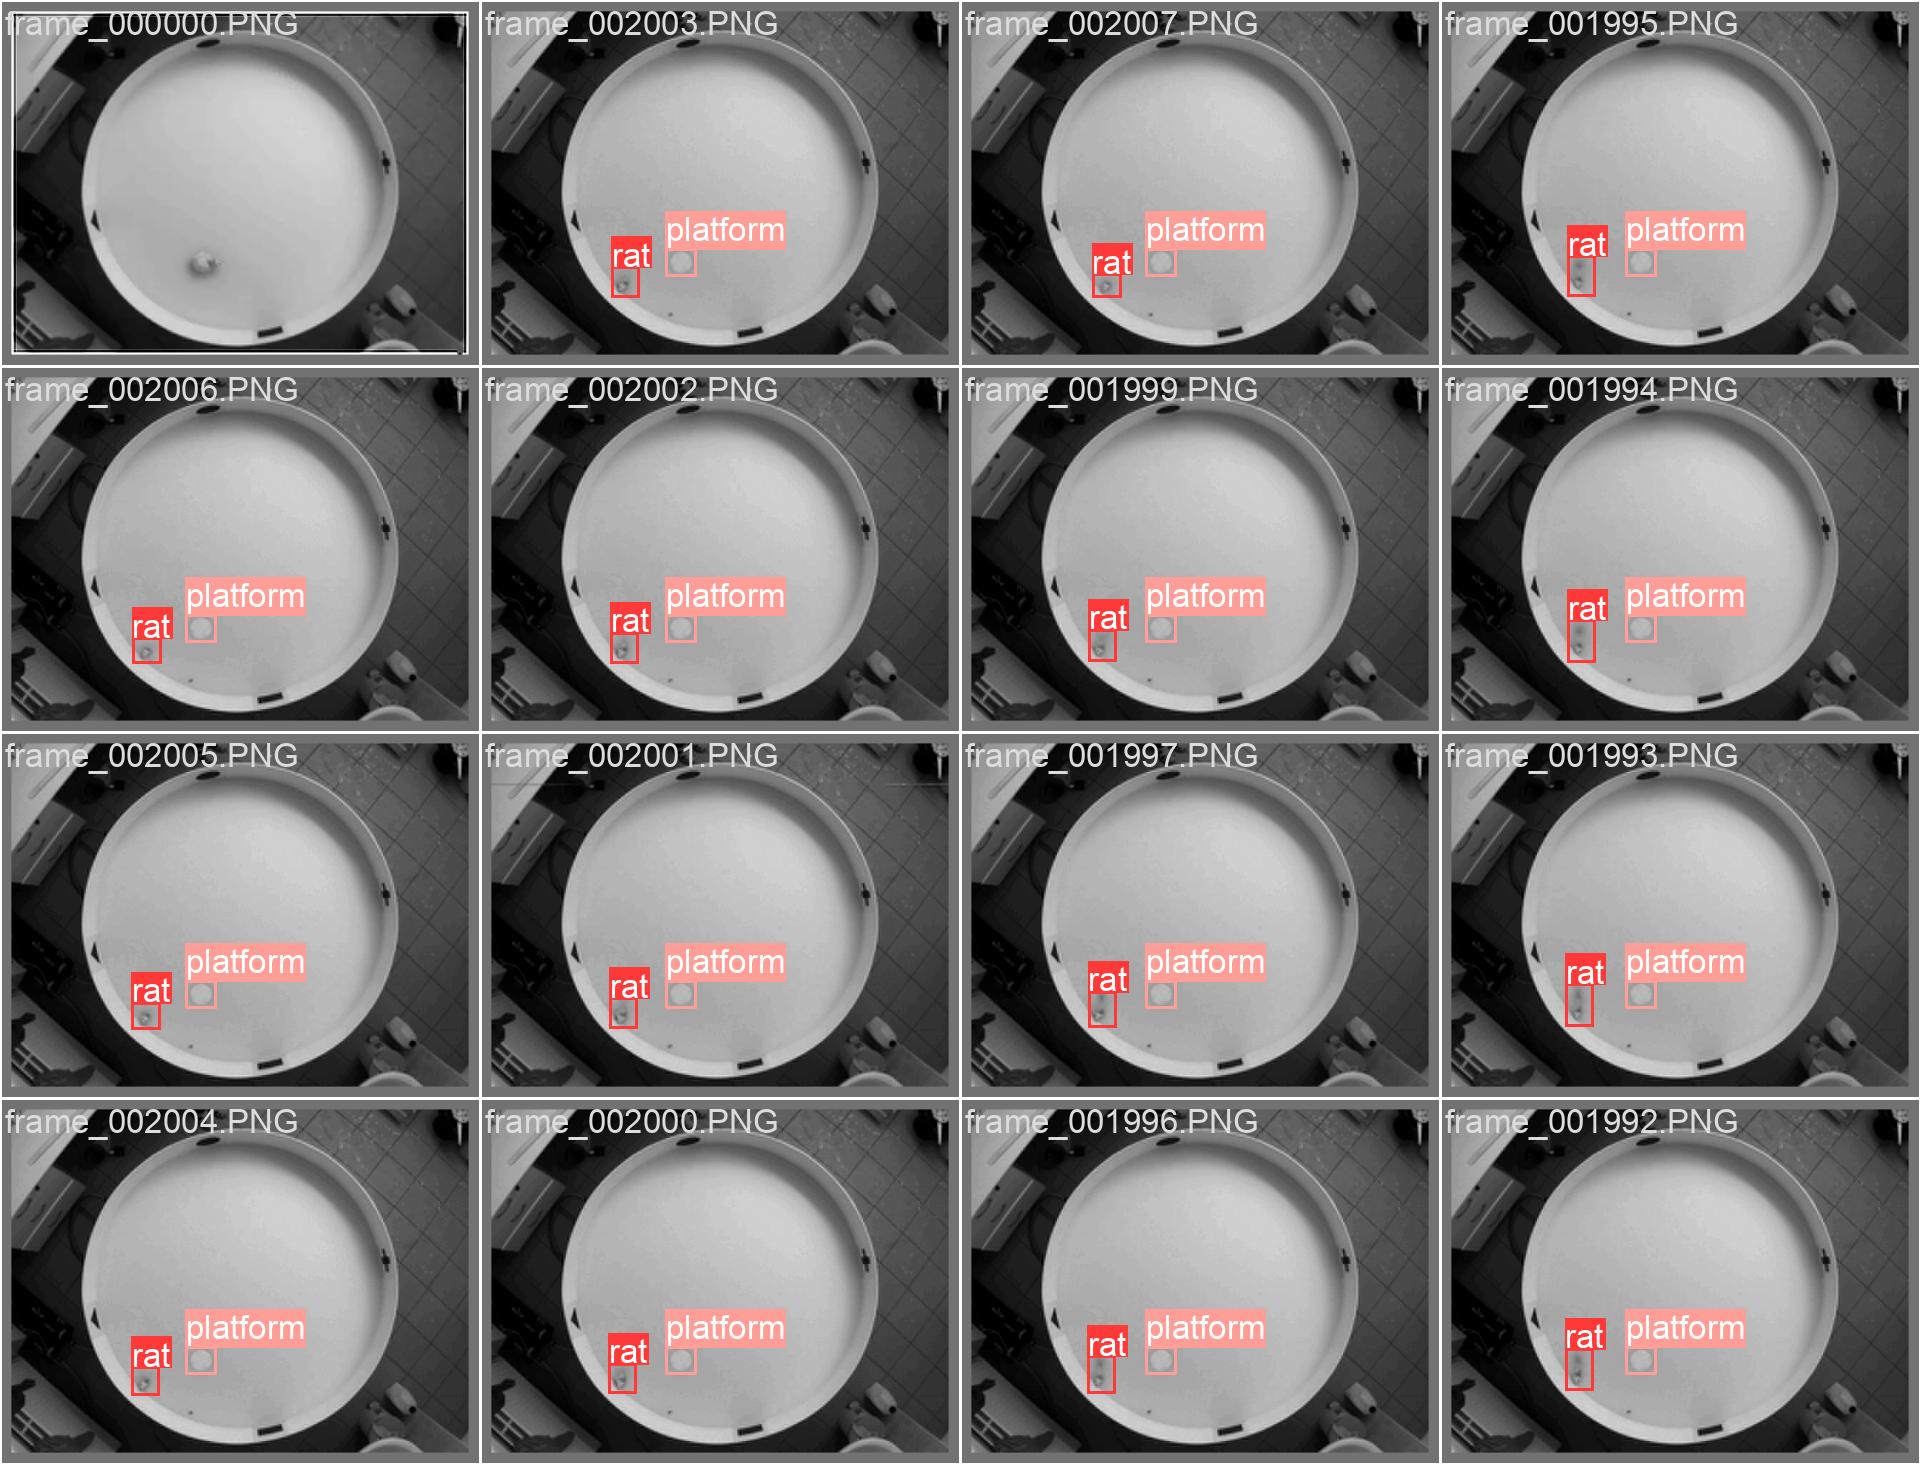 frame_000000.PNG
frame_002003.PNG
platform
rat
frame_002007.PNG
platform
rat
frame_001995.PNG
platform
rat
frame_002006.PNG
platform
rat
frame_002002.PNG
platform
rat
frame_001999.PNG
platform
rat
frame_001994.PNG
platform
rat
frame_002005.PNG
platform
rat
frame_002001.PNG
platform
rat
frame_001997.PNG
platform
rat
frame_001993.PNG
platform
rat
frame_002004.PNG
platform
rat
frame_002000.PNG
platform
rat
frame_001996.PNG
platform
rat
frame_001992.PNG
platform
rat